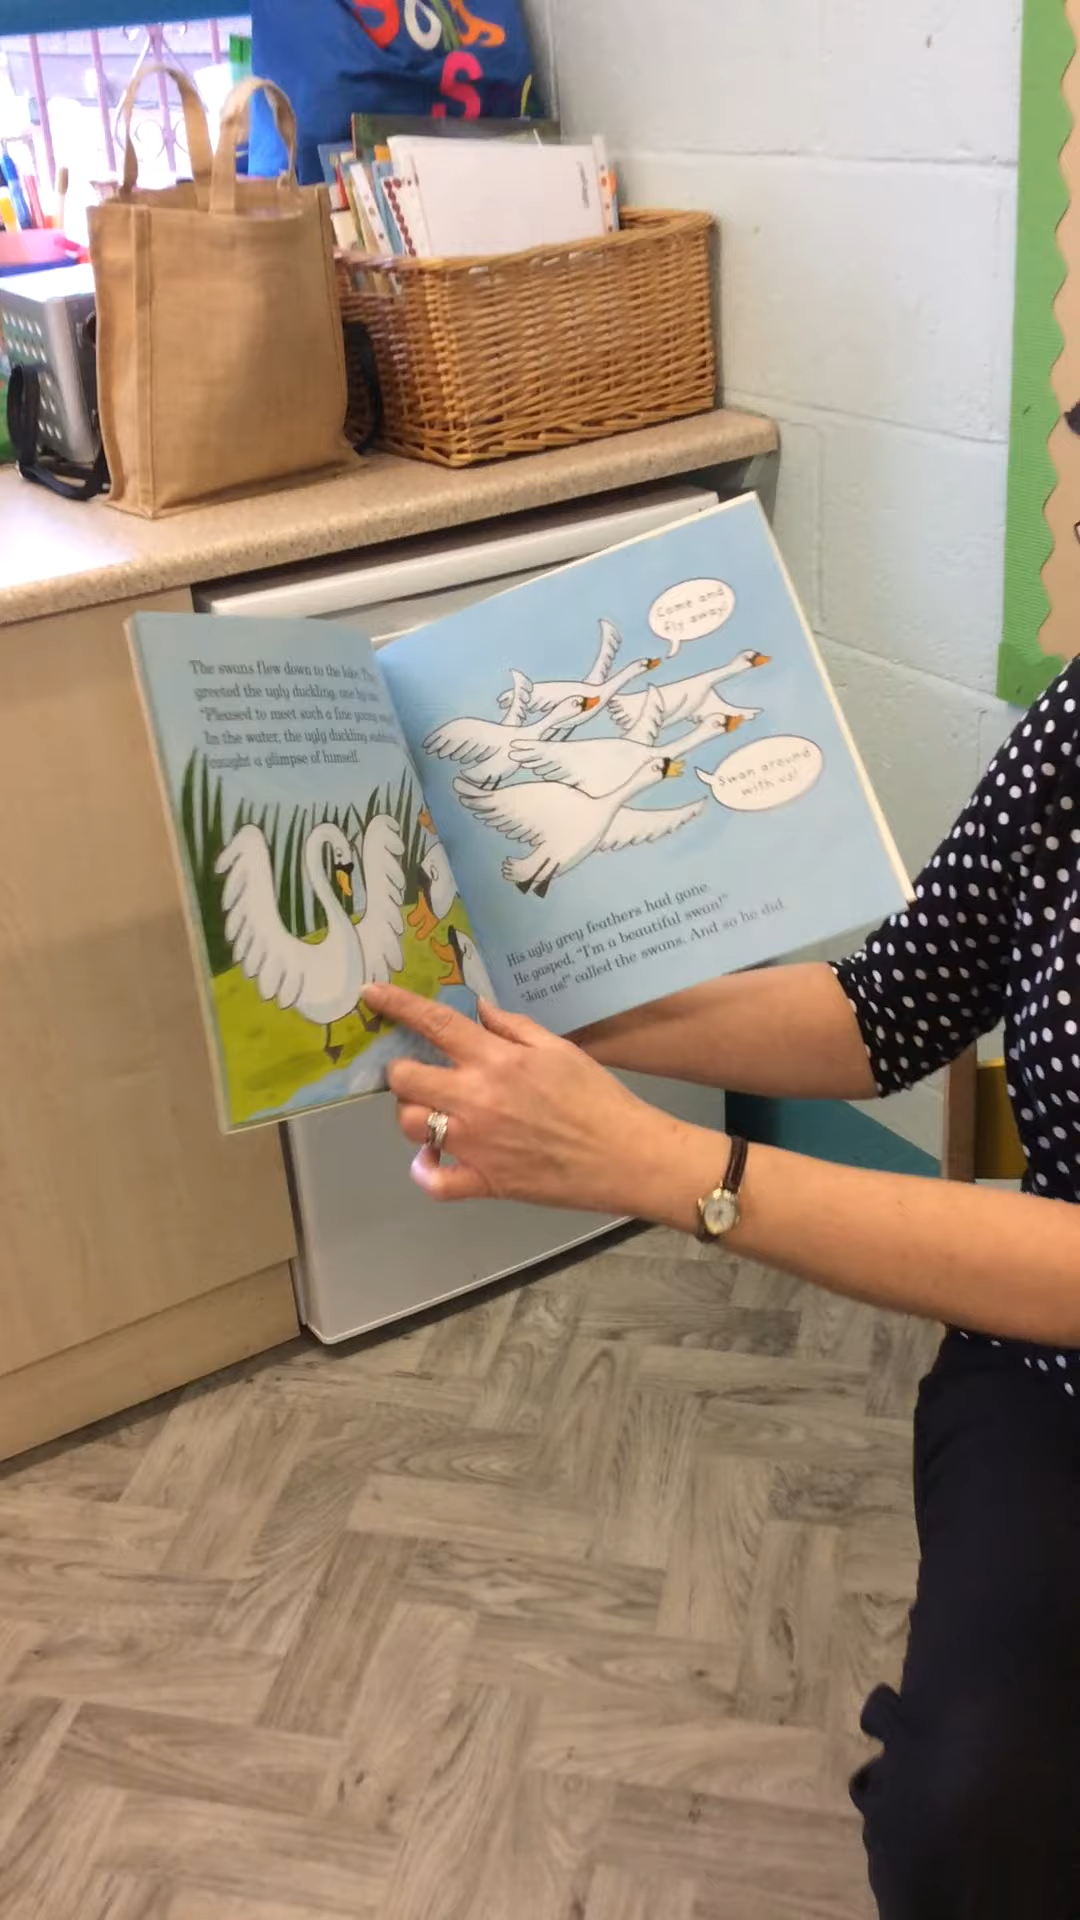 The swans flew down to the lake.
greeted the ugly duckling, one by
"Pleased to meet such a fine young
In the water, the ugly duckling suddenly
caught a glimpse of himself.
Come and
fly away!
Swan around
with us!
His ugly grey feathers had gone.
He gasped, "I'm a beautiful swan!"
"Join us!" called the swans. And so he did.
S
S